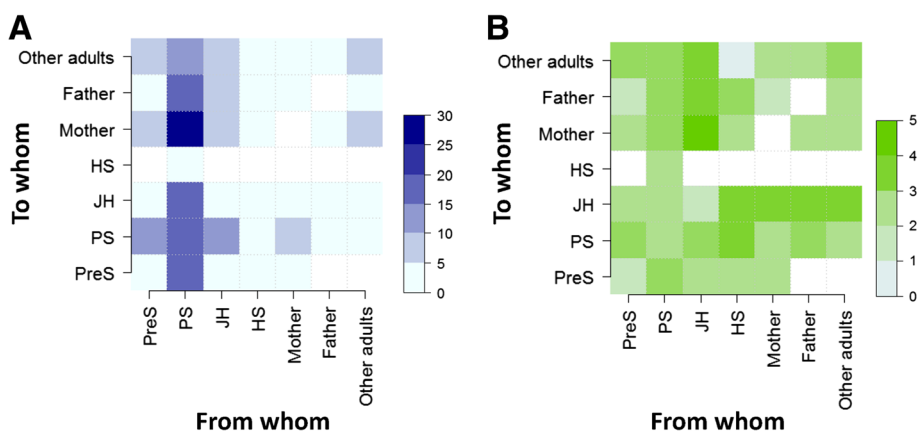 A
To whom
Other adults
Father
Mother
HS
JH
PS
PreS
PreS
PS
JH
HS
Mother
Father
Other adults
From whom
30
25
20
15
10
5
0
B
To whom
Other adults
Father
Mother
HS
JH
PS
PreS
PreS
PS
JH
HS
Mother
Father
Other adults
From whom
5
4
3
2
1
0